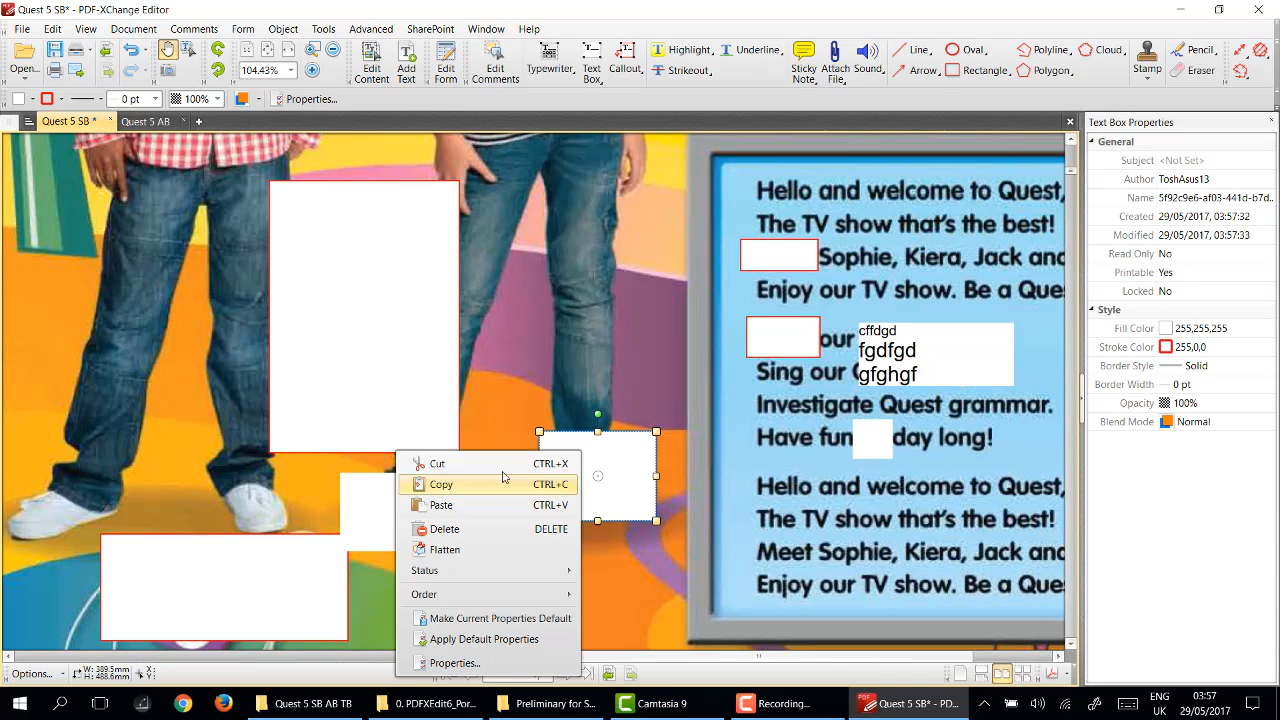 Quest 5 SB* - PDF-XChange Editor
File Edit View Document Comments Form Object Tools Advanced SharePoint Window Help
Open...
104.43%
Edit Content
Add Text
Edit Form
Edit Comments
Typewriter
Text Box
Callout
Highlight
Strikeout
Underline
Sticky Note
Attach File
Sound
Line
Arrow
Oval
Rectangle
Polyline
Polygon
Cloud
Pencil
Eraser
Stamp
0 pt
100%
Properties...
Quest 5 SB *
Quest 5 AB
Hello and welcome to Quest,
The TV show that's the best!
Sophie, Kiera, Jack and
Enjoy our TV show. Be a Que
our
cffdgd
fgdfgd
gfghgf
Sing our
Investigate Quest grammar.
Have fun day long!
Hello and welcome to Quest,
The TV show that's the best!
Meet Sophie, Kiera, Jack and
Enjoy our TV show. Be a Que
Cut CTRL+X
Copy CTRL+C
Paste CTRL+V
Delete DELETE
Flatten
Status
Order
Make Current Properties Default
Apply Default Properties
Properties...
Text Box Properties
General
Subject <Not Set>
Author ToshAsus13
Name 5f92c9e6-af03-441d-b7d...
Created 29/05/2017, 03:57:32
Modified 29/05/2017, 03:57:33
Read Only No
Printable Yes
Locked No
Style
Fill Color 255,255,255
Stroke Color 255,0,0
Border Style Solid
Border Width 0 pt
Opacity 100%
Blend Mode Normal
Options...
W: 389.5mm
H: 488.6mm
X:
Y:
Quest 5 SB AB TB
0. PFXEdit6_Por...
Preliminary for S...
Camtasia 9
Recording...
Quest 5 SB* - PD...
ENG
UK
03:57
29/05/2017